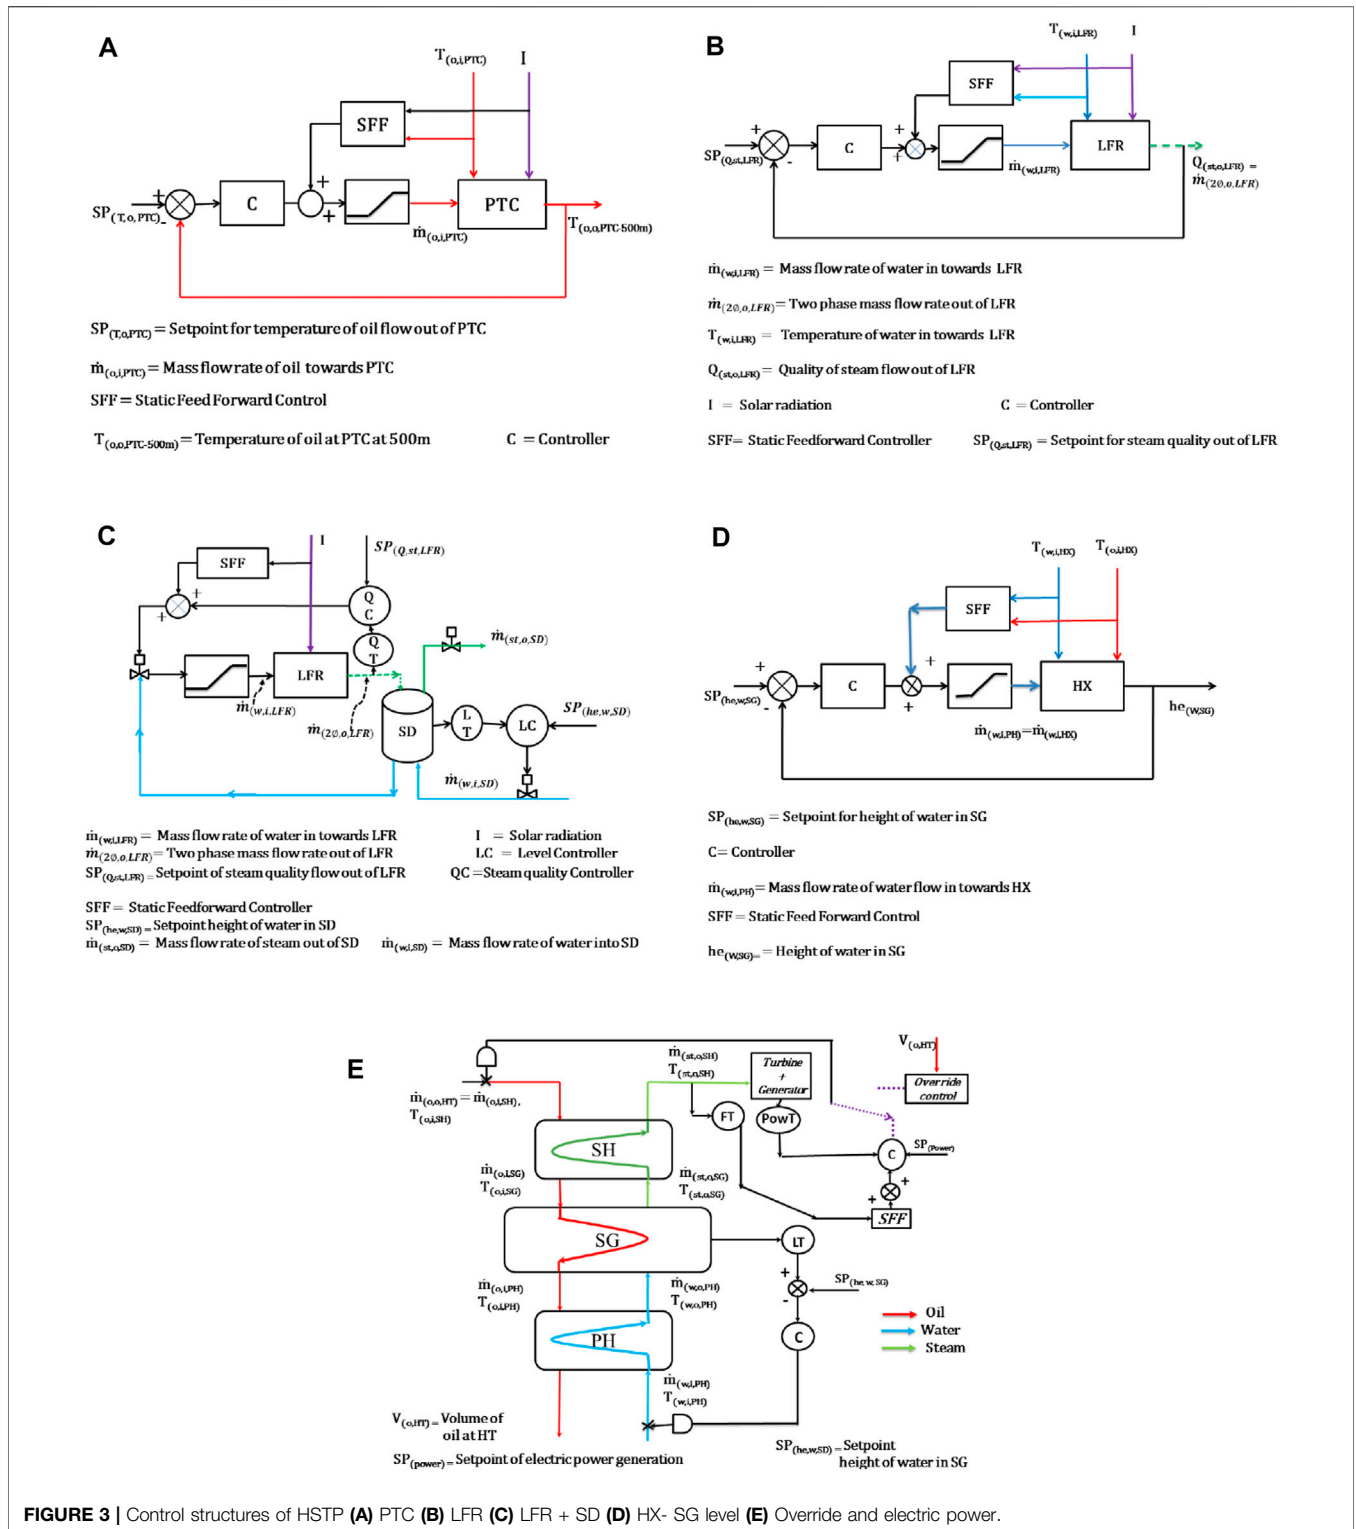 A
T(o,i,PTC)
I
SFF
+
+
+
-
SP(T,o,PTC)
C
PTC
ṁ(o,i,PTC)
T(o,o,PTC-500m)
SP(T,o,PTC) = Setpoint for temperature of oil flow out of PTC
ṁ(o,i,PTC) = Mass flow rate of oil towards PTC
SFF = Static Feed Forward Control
T(o,o,PTC-500m) = Temperature of oil at PTC at 500m C = Controller
B
T(w,i,LFR)
I
SFF
+
-
+
+
SP(Q,st,LFR)
C
LFR
ṁ(w,i,LFR)
Q(st,o,LFR) =
ṁ(2Ø,o,LFR)
ṁ(w,i,LFR) = Mass flow rate of water in towards LFR
ṁ(2Ø,o,LFR) = Two phase mass flow rate out of LFR
T(w,i,LFR) = Temperature of water in towards LFR
Q(st,o,LFR) = Quality of steam flow out of LFR
I = Solar radiation C = Controller
SFF= Static Feedforward Controller SP(Q,st,LFR) = Setpoint for steam quality out of LFR
C
I
SP(Q,st,LFR)
SFF
+
+
Q
C
Q
T
ṁ(st,o,SD)
LFR
ṁ(w,i,LFR)
ṁ(2Ø,o,LFR)
SD
L
T
LC
SP(he,w,SD)
ṁ(w,i,SD)
ṁ(w,i,LFR) = Mass flow rate of water in towards LFR I = Solar radiation
ṁ(2Ø,o,LFR) = Two phase mass flow rate out of LFR LC = Level Controller
SP(Q,st,LFR) = Setpoint of steam quality flow out of LFR QC =Steam quality Controller
SFF = Static Feedforward Controller
SP(he,w,SD) = Setpoint height of water in SD
ṁ(st,o,SD) = Mass flow rate of steam out of SD ṁ(w,i,SD) = Mass flow rate of water into SD
D
T(w,i,HX)
T(o,i,HX)
SFF
+
-
+
+
SP(he,w,SG)
C
HX
he(W,SG)
ṁ(w,i,PH)=ṁ(w,i,HX)
SP(he,w,SG) = Setpoint for height of water in SG
C= Controller
ṁ(w,i,PH)= Mass flow rate of water flow in towards HX
SFF = Static Feed Forward Control
he(W,SG)= = Height of water in SG
E
ṁ(o,o,HT) = ṁ(o,i,SH),
T(o,i,SH)
ṁ(st,o,SH)
T(st,o,SH)
Turbine
+
Generator
V(o,HT)
Override
control
FT
PowT
C
SP(Power)
+
+
SFF
SH
ṁ(o,i,SG)
T(o,i,SG)
ṁ(st,o,SG)
T(st,o,SG)
SG
LT
+
-
SP(he,w,SG)
ṁ(o,i,PH)
T(o,i,PH)
ṁ(w,o,PH)
T(w,o,PH)
C
PH
Oil
Water
Steam
ṁ(w,i,PH)
T(w,i,PH)
V(o,HT) = Volume of
oil at HT
SP(power) = Setpoint of electric power generation
SP(he,w,SD) = Setpoint
height of water in SG
FIGURE 3 | Control structures of HSTP (A) PTC (B) LFR (C) LFR + SD (D) HX- SG level (E) Override and electric power.